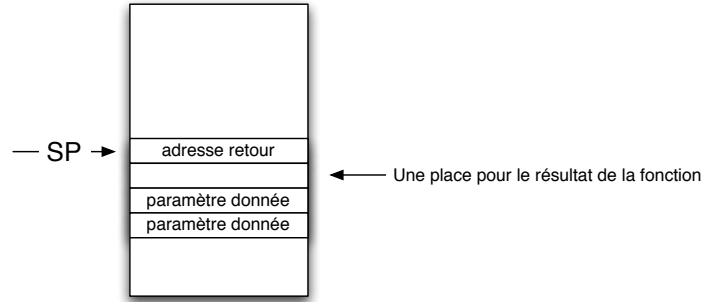 SP
adresse retour
Une place pour le résultat de la fonction
paramètre donnée
paramètre donnée